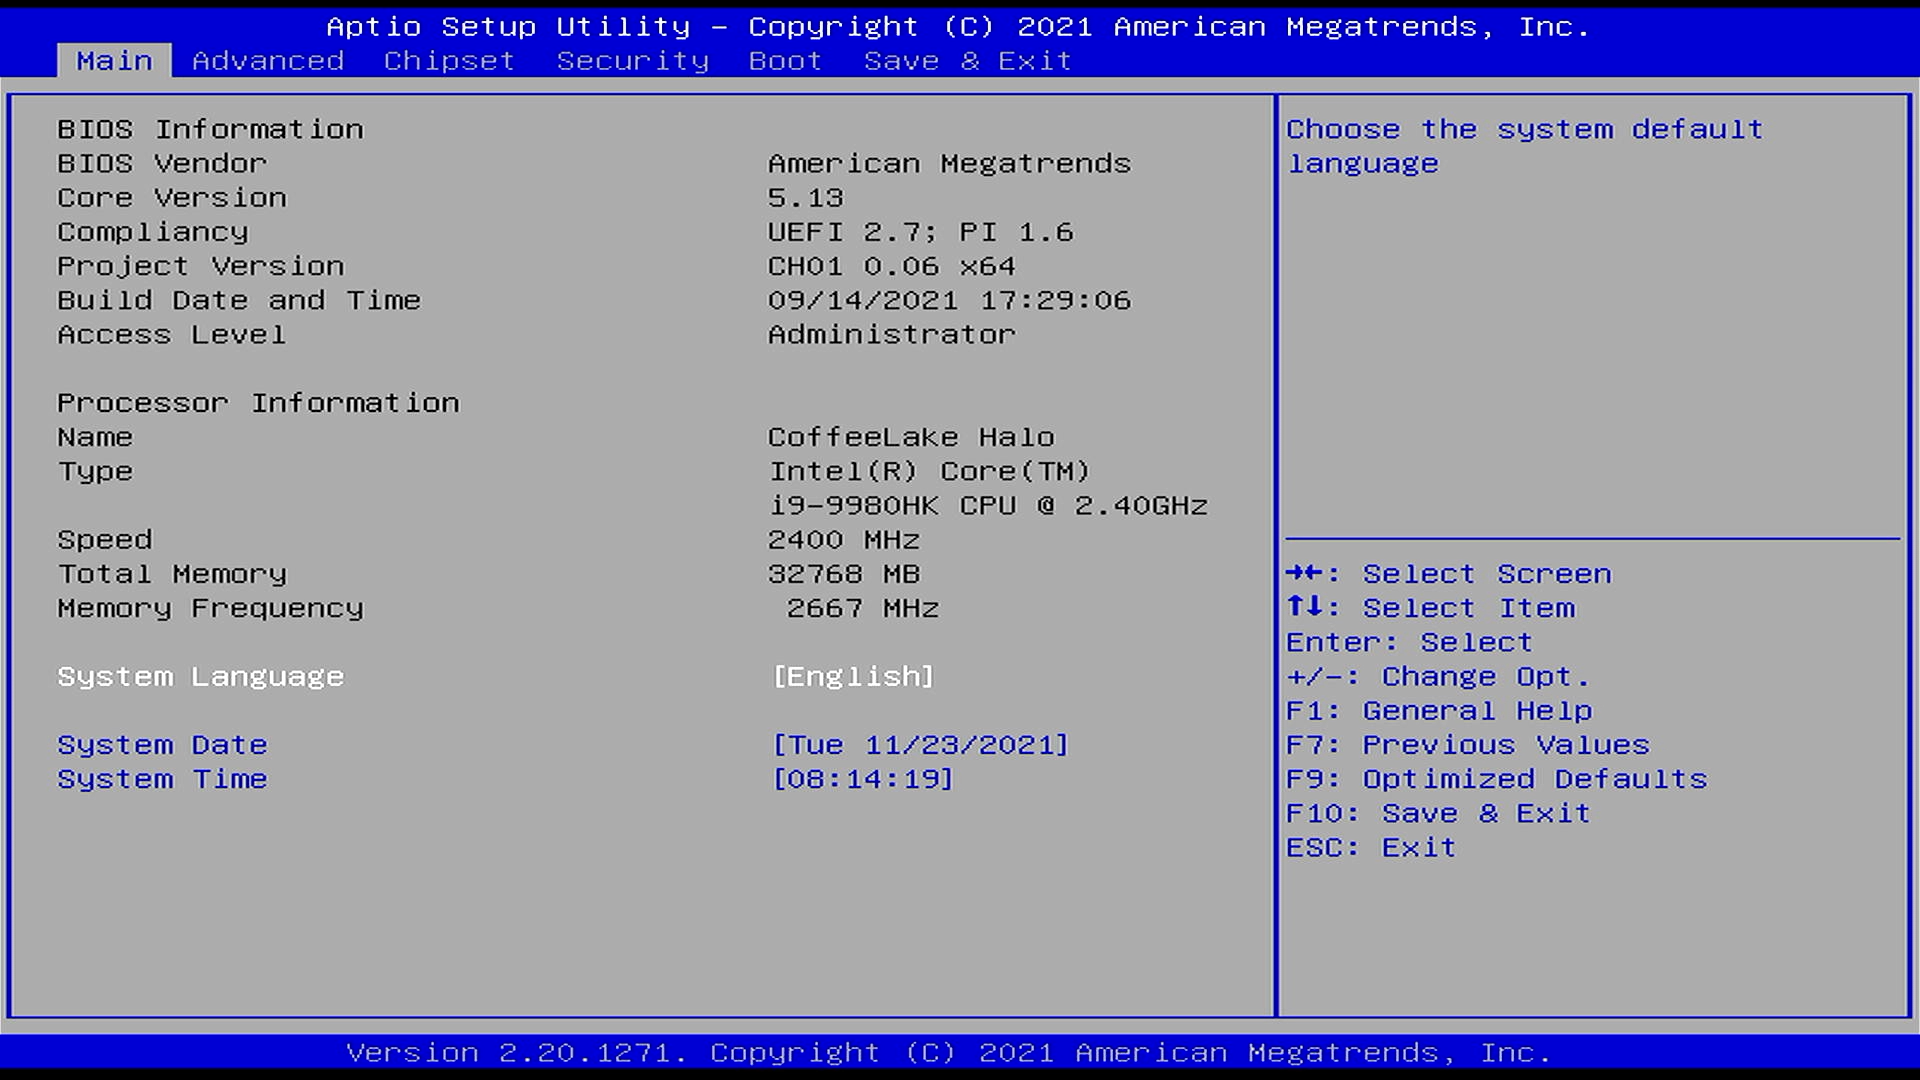 Aptio Setup Utility – Copyright (C) 2021 American Megatrends, Inc.
Main Advanced Chipset Security Boot Save & Exit
BIOS Information
BIOS Vendor American Megatrends
Core Version 5.13
Compliancy UEFI 2.7; PI 1.6
Project Version CH01 0.06 x64
Build Date and Time 09/14/2021 17:29:06
Access Level Administrator
Processor Information
Name CoffeeLake Halo
Type Intel(R) Core(TM)
i9-9980HK CPU @ 2.40GHz
Speed 2400 MHz
Total Memory 32768 MB
Memory Frequency 2667 MHz
System Language [English]
System Date [Tue 11/23/2021]
System Time [08:14:19]
Choose the system default
language
→←: Select Screen
↑↓: Select Item
Enter: Select
+/-: Change Opt.
F1: General Help
F7: Previous Values
F9: Optimized Defaults
F10: Save & Exit
ESC: Exit
Version 2.20.1271. Copyright (C) 2021 American Megatrends, Inc.